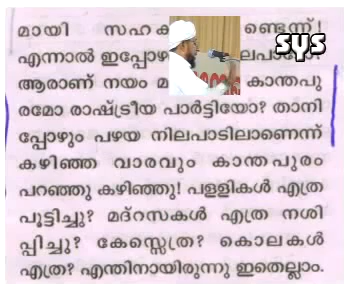 മായി സഹക ണ്ടെന്ന്!
sys
എന്നാൽ ഇപ്പോഴ ലപാടോ?
ആരാണ് നയം മ കാന്തപു
രമോ രാഷ്ട്രീയ പാർട്ടിയോ? താനി
പ്പോഴും പഴയ നിലപാടിലാണെന്ന്
കഴിഞ്ഞ വാരവും കാന്തപുരം
പറഞ്ഞു കഴിഞ്ഞു! പള്ളികൾ എത്ര
പൂട്ടിച്ചു? മദ്റസകൾ എത്ര നശി
പ്പിച്ചു? കേസ്സെത്ര? കൊലകൾ
എത്ര? എന്തിനായിരുന്നു ഇതെല്ലാം.